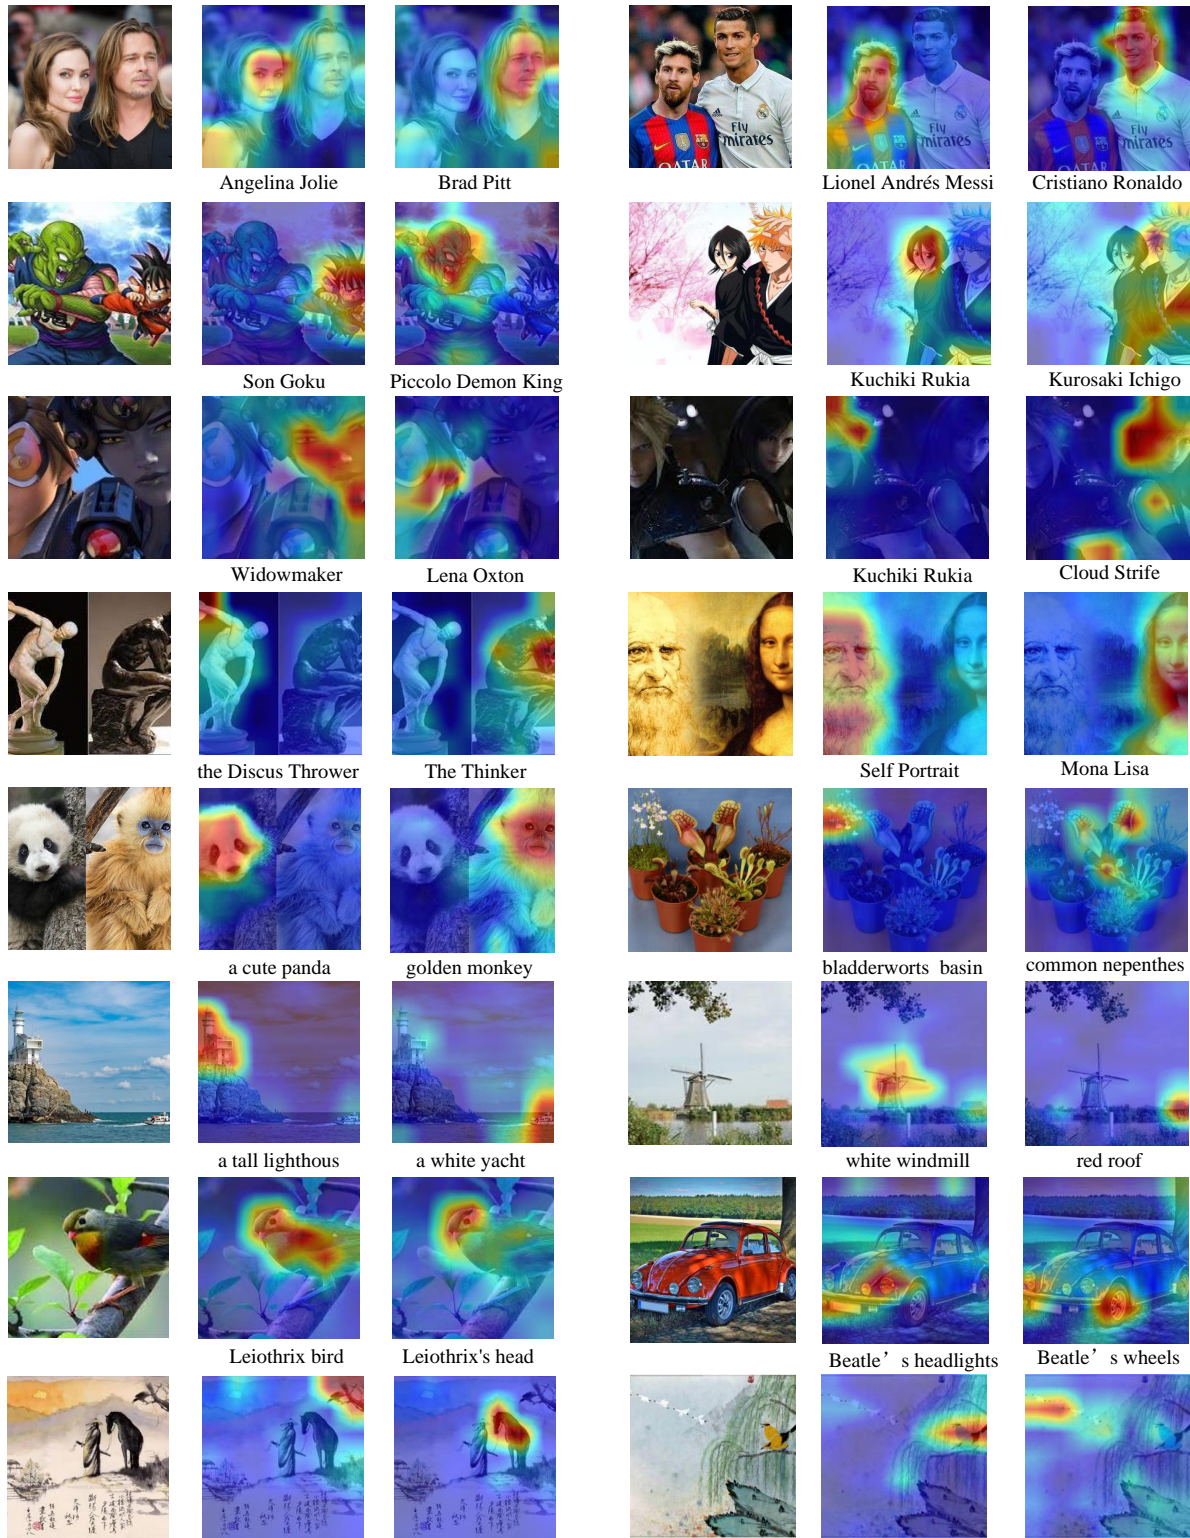 Fly
Emirates
QATAR
Angelina Jolie
Brad Pitt
Lionel Andrés Messi
Cristiano Ronaldo
Son Goku
Piccolo Demon King
Kuchiki Rukia
Kurosaki Ichigo
Widowmaker
Lena Oxton
Kuchiki Rukia
Cloud Strife
the Discus Thrower
The Thinker
Self Portrait
Mona Lisa
a cute panda
golden monkey
bladderworts basin
common nepenthes
a tall lighthous
a white yacht
white windmill
red roof
Leiothrix bird
Leiothrix's head
Beatle’s headlights
Beatle’s wheels